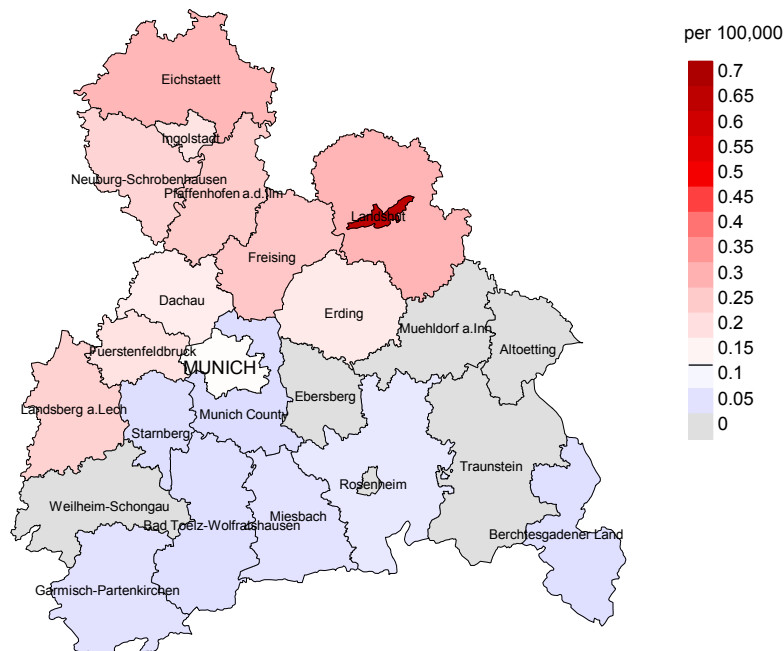 per 100,000
0.7
0.65
0.6
0.55
0.5
0.45
0.4
0.35
0.3
0.25
0.2
0.15
0.1
0.05
0
Eichstaett
Ingolstadt
Neuburg-Schrobenhausen
Pfaffenhofen a.d.Ilm
Landshut
Freising
Dachau
Erding
Muehldorf a.Inn
Altoetting
Fuerstenfeldbruck
MUNICH
Ebersberg
Landsberg a.Lech
Munich County
Starnberg
Traunstein
Rosenheim
Weilheim-Schongau
Miesbach
Bad Toelz-Wolfratshausen
Berchtesgadener Land
Garmisch-Partenkirchen